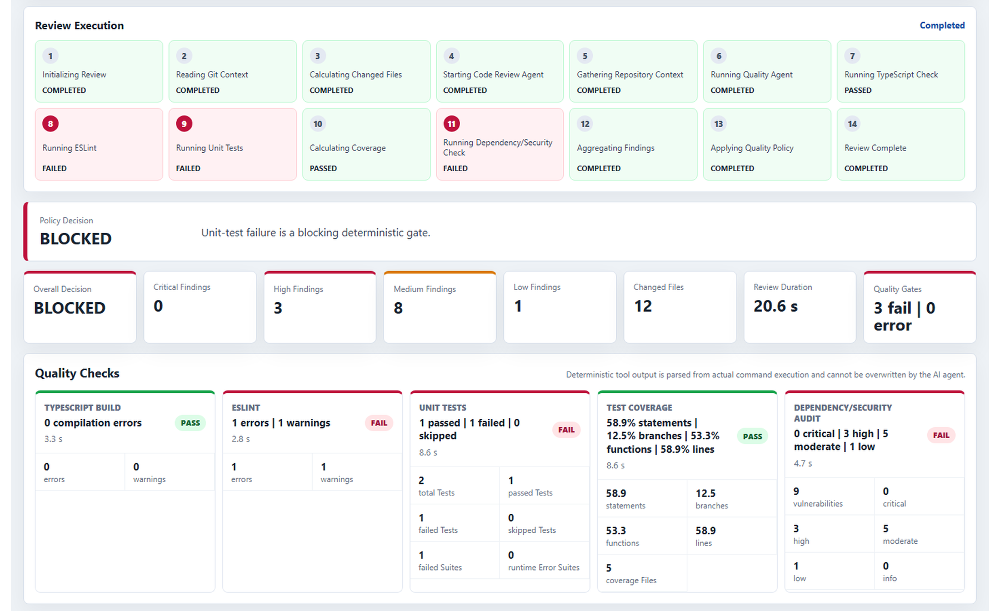 Review Execution
Completed
1
Initializing Review
COMPLETED
2
Reading Git Context
COMPLETED
3
Calculating Changed Files
COMPLETED
4
Starting Code Review Agent
COMPLETED
5
Gathering Repository Context
COMPLETED
6
Running Quality Agent
COMPLETED
7
Running TypeScript Check
PASSED
8
Running ESLint
FAILED
9
Running Unit Tests
FAILED
10
Calculating Coverage
PASSED
11
Running Dependency/Security
Check
FAILED
12
Aggregating Findings
COMPLETED
13
Applying Quality Policy
COMPLETED
14
Review Complete
COMPLETED
Policy Decision
BLOCKED
Unit-test failure is a blocking deterministic gate.
Overall Decision
BLOCKED
Critical Findings
0
High Findings
3
Medium Findings
8
Low Findings
1
Changed Files
12
Review Duration
20.6 s
Quality Gates
3 fail | 0
error
Quality Checks
Deterministic tool output is parsed from actual command execution and cannot be overwritten by the AI agent.
TYPESCRIPT BUILD
0 compilation errors
PASS
3.3 s
0
errors
0
warnings
ESLINT
1 errors | 1 warnings
FAIL
2.8 s
1
errors
1
warnings
UNIT TESTS
1 passed | 1 failed | 0
skipped
FAIL
8.6 s
2
total Tests
1
passed Tests
1
failed Tests
0
skipped Tests
1
failed Suites
0
runtime Error Suites
TEST COVERAGE
58.9% statements |
12.5% branches | 53.3%
functions | 58.9% lines
PASS
8.6 s
58.9
statements
12.5
branches
53.3
functions
58.9
lines
5
coverage Files
DEPENDENCY/SECURITY
AUDIT
0 critical | 3 high | 5
moderate | 1 low
FAIL
4.7 s
9
vulnerabilities
0
critical
3
high
5
moderate
1
low
0
info